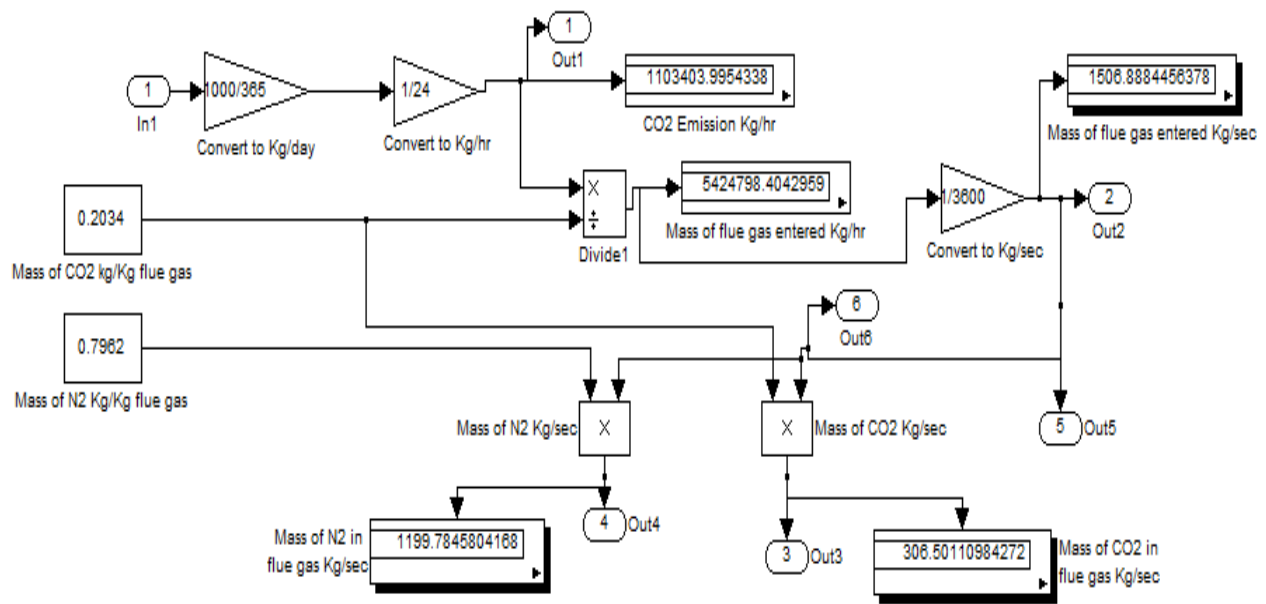 1
Out1
1
In1
1000/365
Convert to Kg/day
1/24
Convert to Kg/hr
1103403.9954338
CO2 Emission Kg/hr
1506.8884456378
Mass of flue gas entered Kg/sec
0.2034
Mass of CO2 kg/Kg flue gas
X
÷
Divide1
5424798.4042959
Mass of flue gas entered Kg/hr
1/3600
Convert to Kg/sec
2
Out2
6
Out6
0.7962
Mass of N2 Kg/Kg flue gas
Mass of N2 Kg/sec
X
X
Mass of CO2 Kg/sec
5
Out5
Mass of N2 in
flue gas Kg/sec
1199.7845804168
4
Out4
3
Out3
306.50110984272
Mass of CO2 in
flue gas Kg/sec